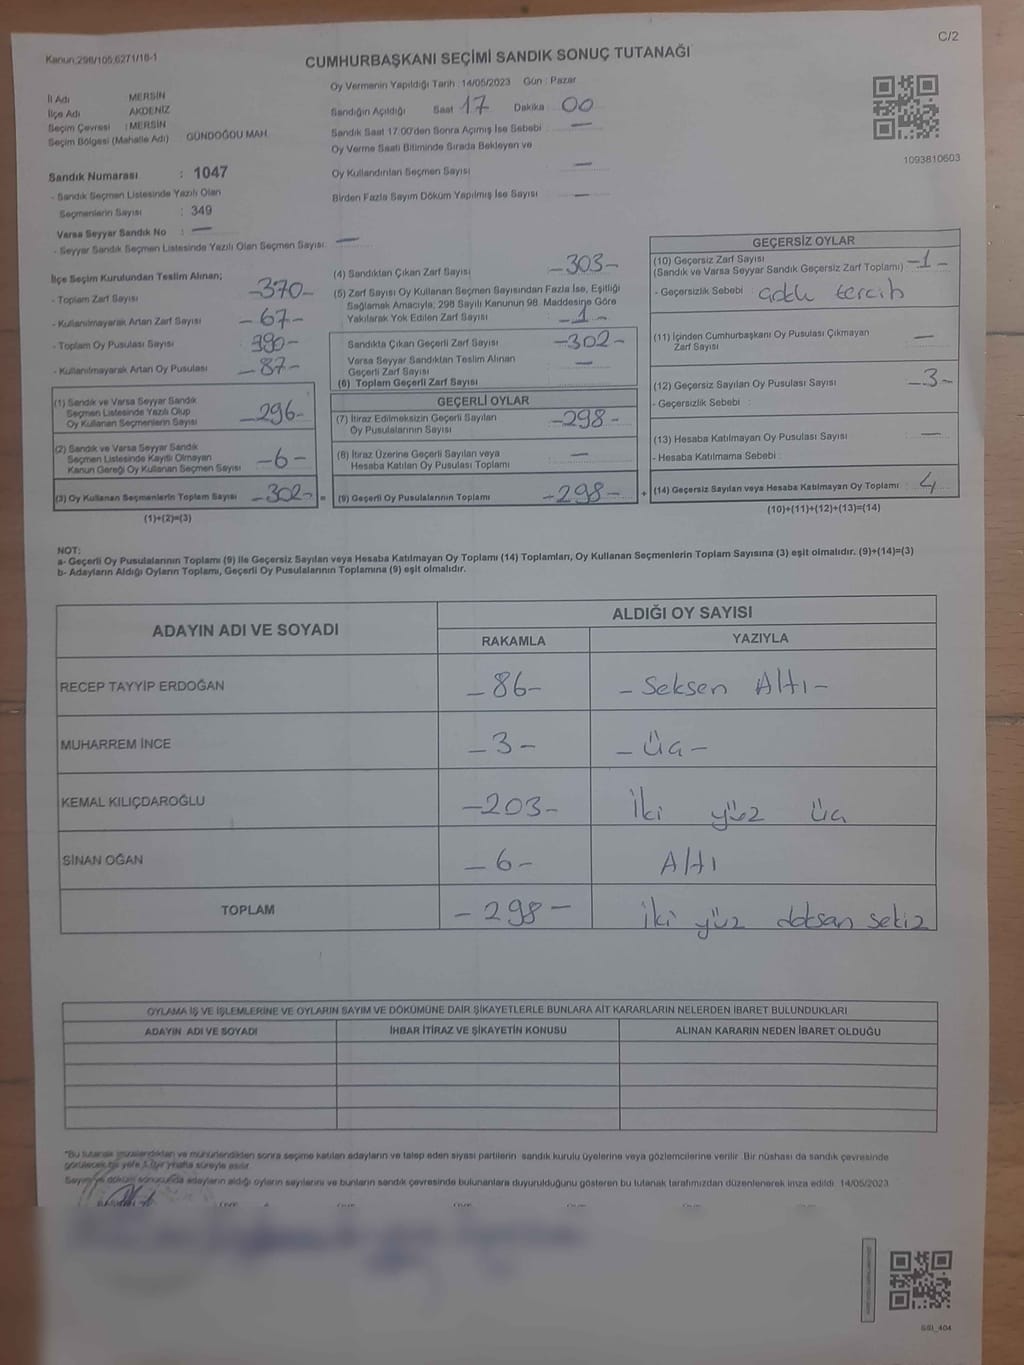 Kanun:298/105,6271/16-1
C/2
CUMHURBAŞKANI SEÇİMİ SANDIK SONUÇ TUTANAĞI
Oy Vermenin Yapıldığı Tarih : 14/05/2023 Gün : Pazar
İl Adı MERSİN
İlçe Adı AKDENİZ
Seçim Çevresi : MERSİN
Seçim Bölgesi (Mahalle Adı) GÜNDOĞDU MAH.
Sandığın Açıldığı Saat 17 Dakika 00
Sandık Saat 17:00'den Sonra Açımış İse Sebebi : —
Oy Verme Saati Bitiminde Sırada Bekleyen ve
Oy Kullandırılan Seçmen Sayısı —
Birden Fazla Sayım Döküm Yapılmış İse Sayısı —
1093810603
Sandık Numarası : 1047
- Sandık Seçmen Listesinde Yazılı Olan
Seçmenlerin Sayısı : 349
Varsa Seyyar Sandık No : —
- Seyyar Sandık Seçmen Listesinde Yazılı Olan Seçmen Sayısı: —
İlçe Seçim Kurulundan Teslim Alınan;
- Toplam Zarf Sayısı -370-
- Kullanılmayarak Artan Zarf Sayısı -67-
- Toplam Oy Pusulası Sayısı 390-
- Kullanılmayarak Artan Oy Pusulası -87-
(1) Sandık ve Varsa Seyyar Sandık
Seçmen Listesinde Yazılı Olup
Oy Kullanan Seçmenlerin Sayısı -296-
(2) Sandık ve Varsa Seyyar Sandık
Seçmen Listesinde Kayıtlı Olmayan
Kanun Gereği Oy Kullanan Seçmen Sayısı -6-
(3) Oy Kullanan Seçmenlerin Toplam Sayısı -302- =
(1)+(2)=(3)
(4) Sandıktan Çıkan Zarf Sayısı -303-
(5) Zarf Sayısı Oy Kullanan Seçmen Sayısından Fazla İse, Eşitliği
Sağlamak Amacıyla; 298 Sayılı Kanunun 98. Maddesine Göre
Yakılarak Yok Edilen Zarf Sayısı -1-
Sandıkta Çıkan Geçerli Zarf Sayısı -302-
Varsa Seyyar Sandıktan Teslim Alınan
Geçerli Zarf Sayısı —
(6) Toplam Geçerli Zarf Sayısı
GEÇERLİ OYLAR
(7) İtiraz Edilmeksizin Geçerli Sayılan
Oy Pusulalarının Sayısı -298-
(8) İtiraz Üzerine Geçerli Sayılan veya
Hesaba Katılan Oy Pusulası Toplamı —
(9) Geçerli Oy Pusulalarının Toplamı -298- +
GEÇERSİZ OYLAR
(10) Geçersiz Zarf Sayısı
(Sandık ve Varsa Seyyar Sandık Geçersiz Zarf Toplamı) -1-
- Geçersizlik Sebebi : tercih
(11) İçinden Cumhurbaşkanı Oy Pusulası Çıkmayan
Zarf Sayısı —
(12) Geçersiz Sayılan Oy Pusulası Sayısı -3-
- Geçersizlik Sebebi :
(13) Hesaba Katılmayan Oy Pusulası Sayısı —
- Hesaba Katılmama Sebebi :
(14) Geçersiz Sayılan veya Hesaba Katılmayan Oy Toplamı : 4
(10)+(11)+(12)+(13)=(14)
NOT:
a- Geçerli Oy Pusulalarının Toplamı (9) ile Geçersiz Sayılan veya Hesaba Katılmayan Oy Toplamı (14) Toplamları, Oy Kullanan Seçmenlerin Toplam Sayısına (3) eşit olmalıdır. (9)+(14)=(3)
b- Adayların Aldığı Oyların Toplamı, Geçerli Oy Pusulalarının Toplamına (9) eşit olmalıdır.
ADAYIN ADI VE SOYADI
ALDIĞI OY SAYISI
RAKAMLA YAZIYLA
RECEP TAYYİP ERDOĞAN -86- - Seksen Altı -
MUHARREM İNCE -3- - üç -
KEMAL KILIÇDAROĞLU -203- iki yüz üç
SİNAN OĞAN -6- Altı
TOPLAM -298- iki yüz doksan sekiz
OYLAMA İŞ VE İŞLEMLERİNE VE OYLARIN SAYIM VE DÖKÜMÜNE DAİR ŞİKAYETLERLE BUNLARA AİT KARARLARIN NELERDEN İBARET BULUNDUKLARI
ADAYIN ADI VE SOYADI İHBAR İTİRAZ VE ŞİKAYETİN KONUSU ALINAN KARARIN NEDEN İBARET OLDUĞU
"Bu tutanak imzalandıktan ve mühürlendikten sonra seçime katılan adayların ve talep eden siyasi partilerin sandık kurulu üyelerine veya gözlemcilerine verilir. Bir nüshası da sandık çevresinde
görülecek bir yere 1 (bir) hafta süreyle asılır.
Sayım ve döküm sonucunda adayların aldığı oyların sayılarını ve bunların sandık çevresinde bulunanlara duyurulduğunu gösteren bu tutanak tarafımızdan düzenlenerek imza edildi. 14/05/2023
SSI_404